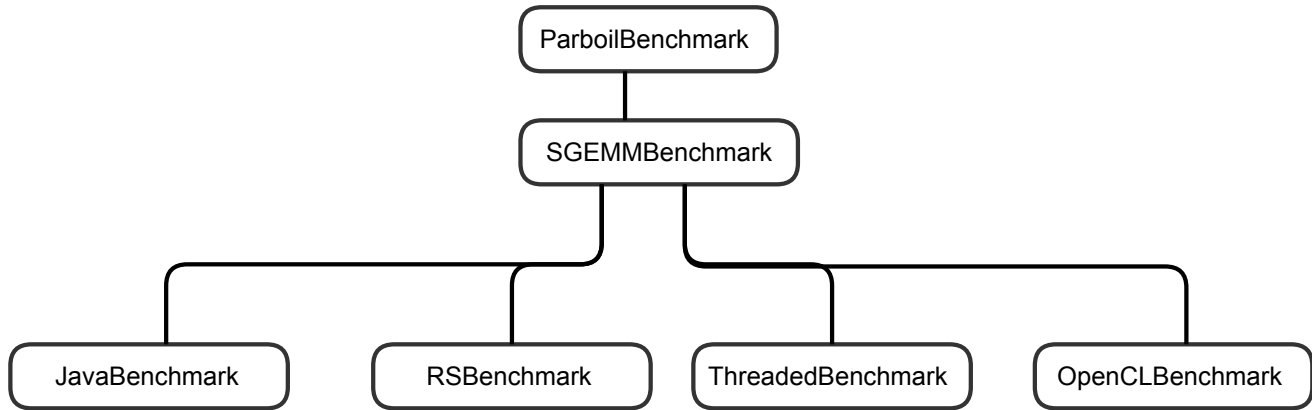 ParboilBenchmark
SGEMMBenchmark
JavaBenchmark
RSBenchmark
ThreadedBenchmark
OpenCLBenchmark